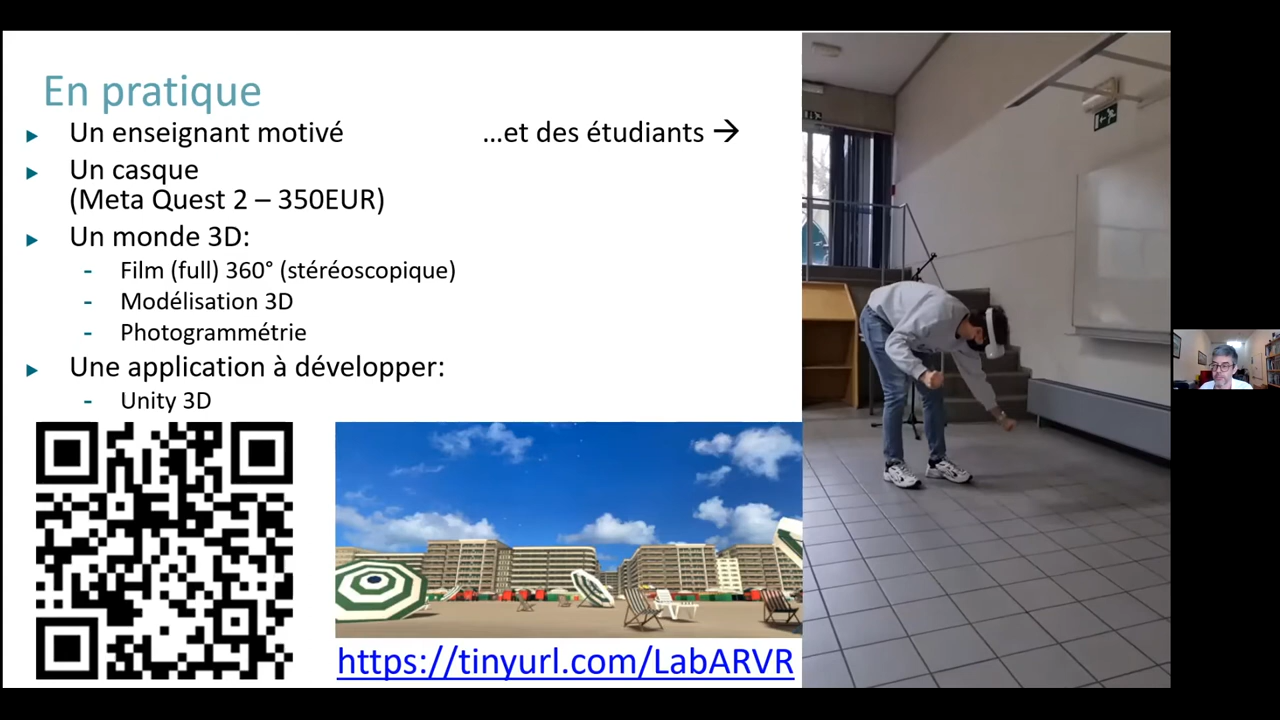 En pratique
Un enseignant motivé
…et des étudiants →
Un casque
(Meta Quest 2 – 350EUR)
Un monde 3D:
- Film (full) 360° (stéréoscopique)
- Modélisation 3D
- Photogrammétrie
Une application à développer:
- Unity 3D
https://tinyurl.com/LabARVR